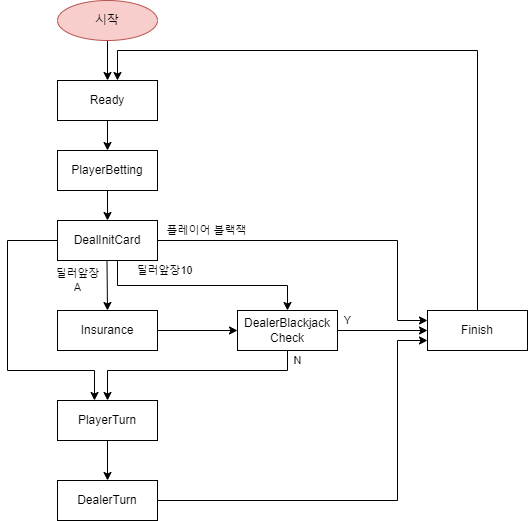 시작
Ready
PlayerBetting
DealInitCard
플레이어 블랙잭
딜러앞장
A
딜러앞장10
Insurance
DealerBlackjack
Check
Y
Finish
N
PlayerTurn
DealerTurn